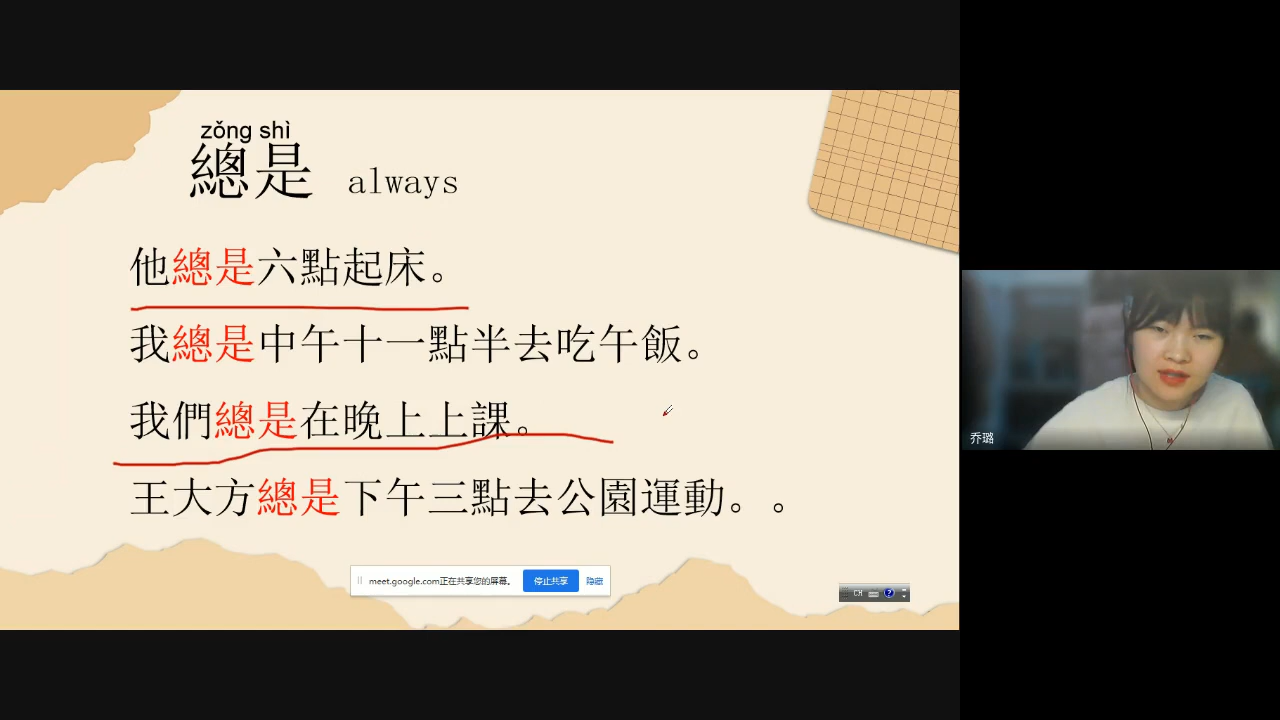 zǒng shì
總是 always
他總是六點起床。
我總是中午十一點半去吃午飯。
我們總是在晚上上課。
王大方總是下午三點去公園運動。。
meet.google.com正在共享您的屏幕。 停止共享 隐藏
CH
乔璐